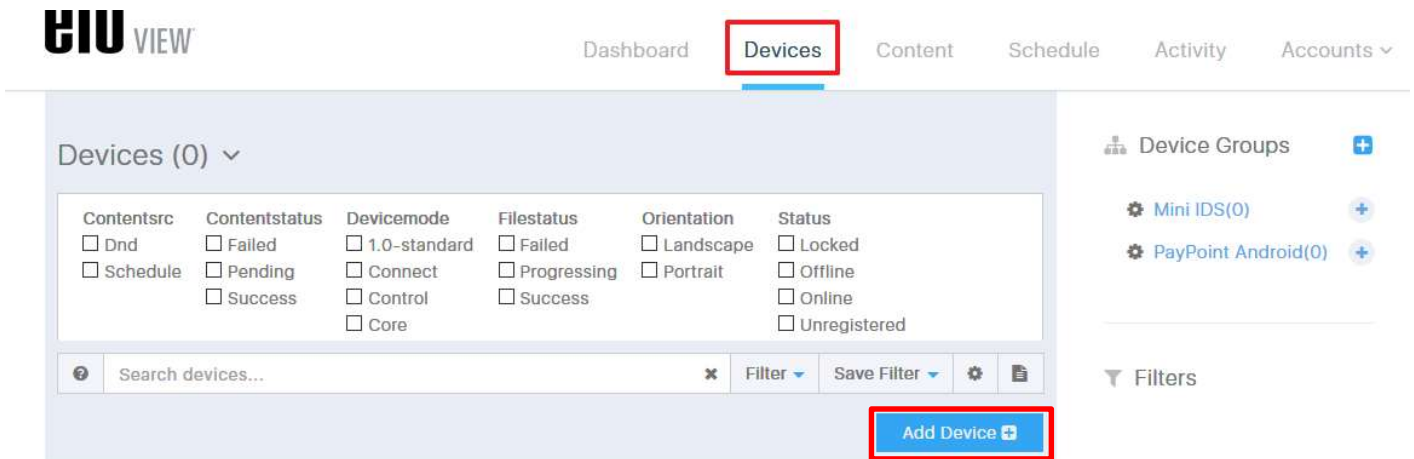 elo VIEW
Dashboard Devices Content Schedule Activity Accounts
Devices (0)
Device Groups
Contentsrc Contentstatus Devicemode Filestatus Orientation Status
Dnd Failed 1.0-standard Failed Landscape Locked
Schedule Pending Connect Progressing Portrait Offline
Success Control Success Online
Core Unregistered
Mini IDS(0)
PayPoint Android(0)
Search devices... Filter Save Filter
Filters
Add Device